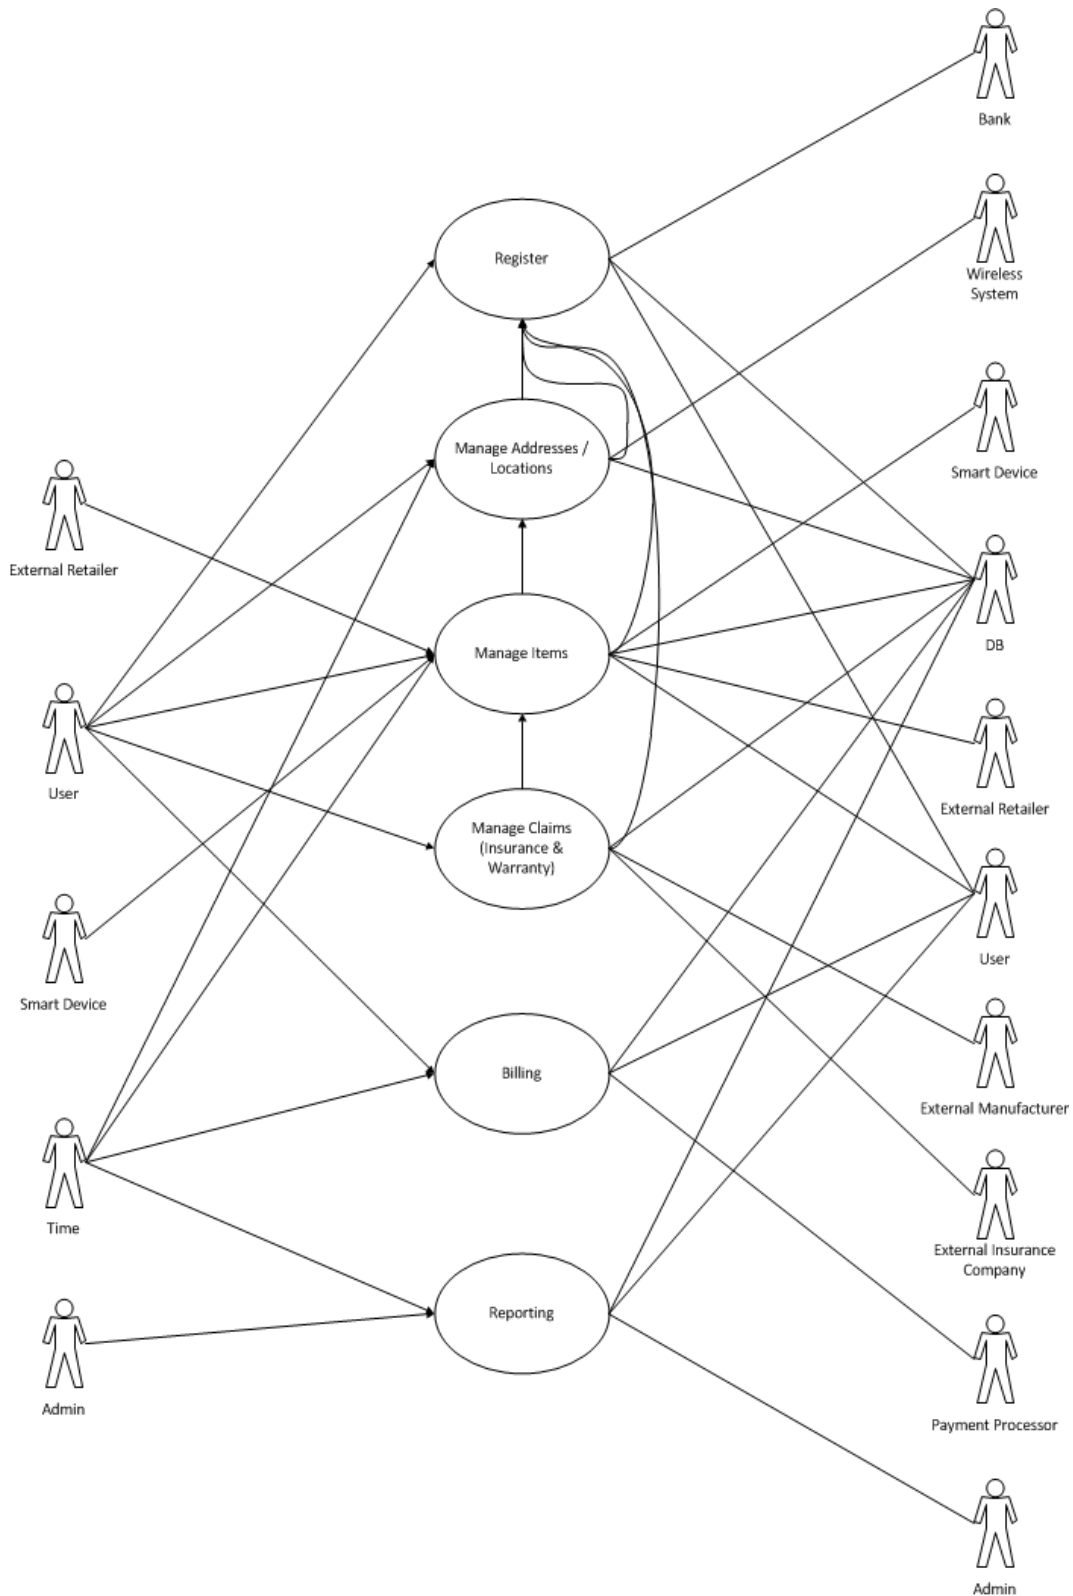 Bank
Wireless
System
Register
Smart Device
Manage Addresses /
Locations
External Retailer
DB
Manage Items
User
External Retailer
Manage Claims
(Insurance &
Warranty)
User
Smart Device
External Manufacturer
Billing
Time
External Insurance
Company
Reporting
Admin
Payment Processor
Admin